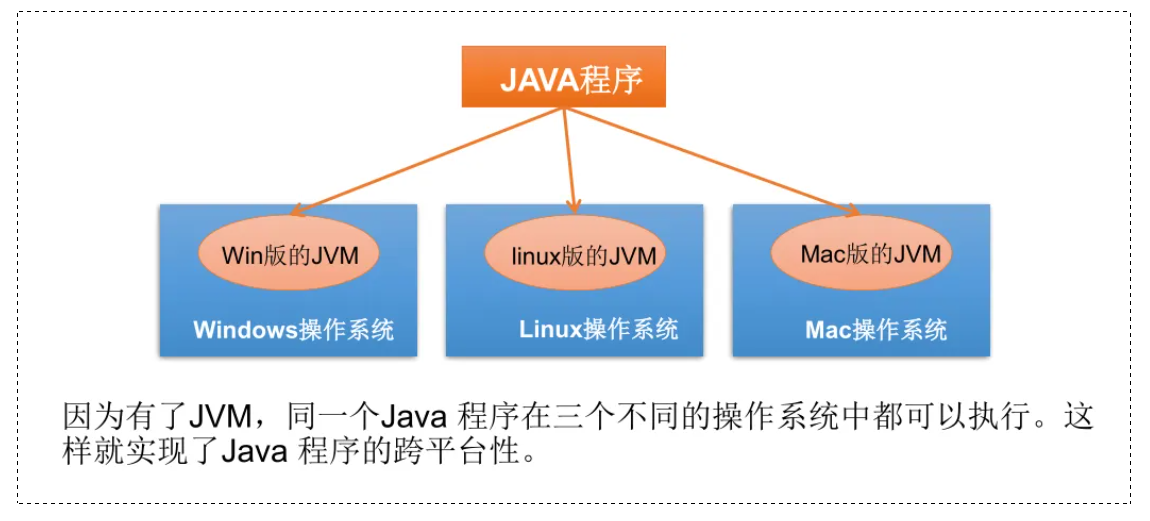 JAVA程序
Win版的JVM
linux版的JVM
Mac版的JVM
Windows操作系统
Linux操作系统
Mac操作系统
因为有了JVM，同一个Java 程序在三个不同的操作系统中都可以执行。这
样就实现了Java 程序的跨平台性。